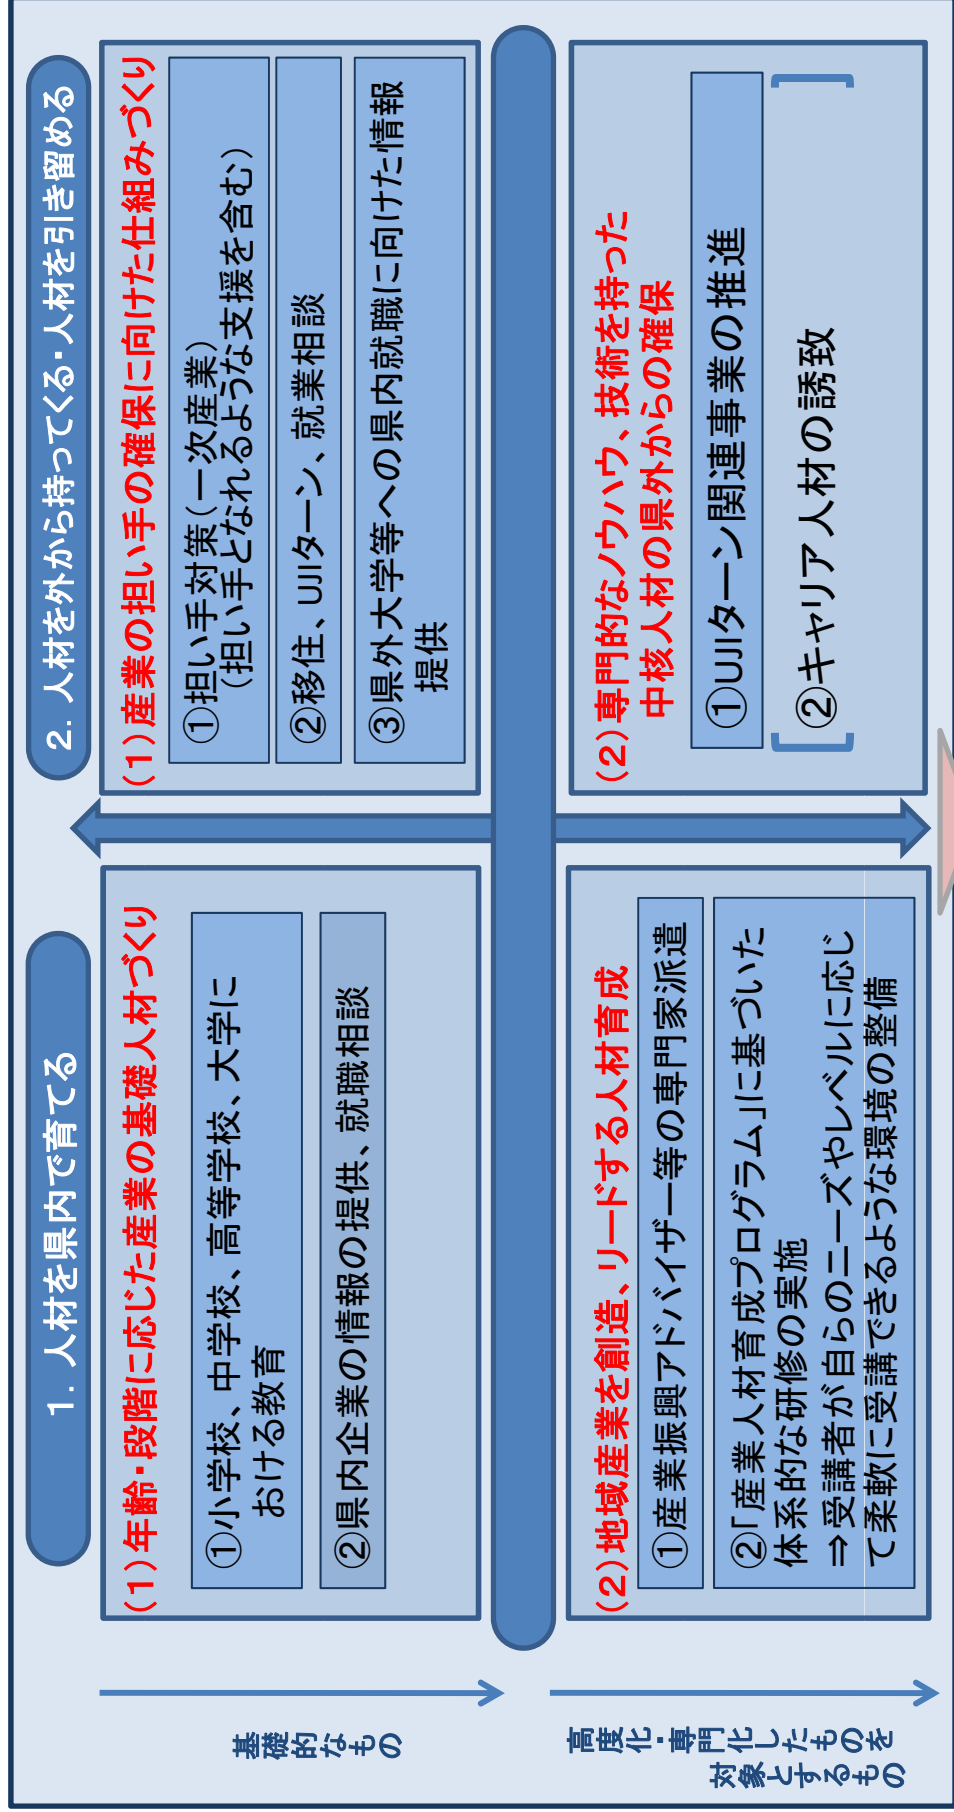 １．人材を県内で育てる
（１）年齢・段階に応じた産業の基礎人材づくり
①小学校、中学校、高等学校、大学に
おける教育
②県内企業の情報の提供、就職相談
２．人材を外から持ってくる・人材を引き留める
（１）産業の担い手の確保に向けた仕組みづくり
①担い手対策（一次産業）
（担い手となれるような支援を含む）
②移住、UJIターン、就業相談
③県外大学等への県内就職に向けた情報
提供
基礎的なもの
（２）地域産業を創造、リードする人材育成
①産業振興アドバイザー等の専門家派遣
②「産業人材育成プログラム」に基づいた
体系的な研修の実施
⇒受講者が自らのニーズやレベルに応じ
て柔軟に受講できるような環境の整備
（２）専門的なノウハウ、技術を持った
中核人材の県外からの確保
①UJIターン関連事業の推進
②キャリア人材の誘致
高度化・専門化したものを
対象とするもの